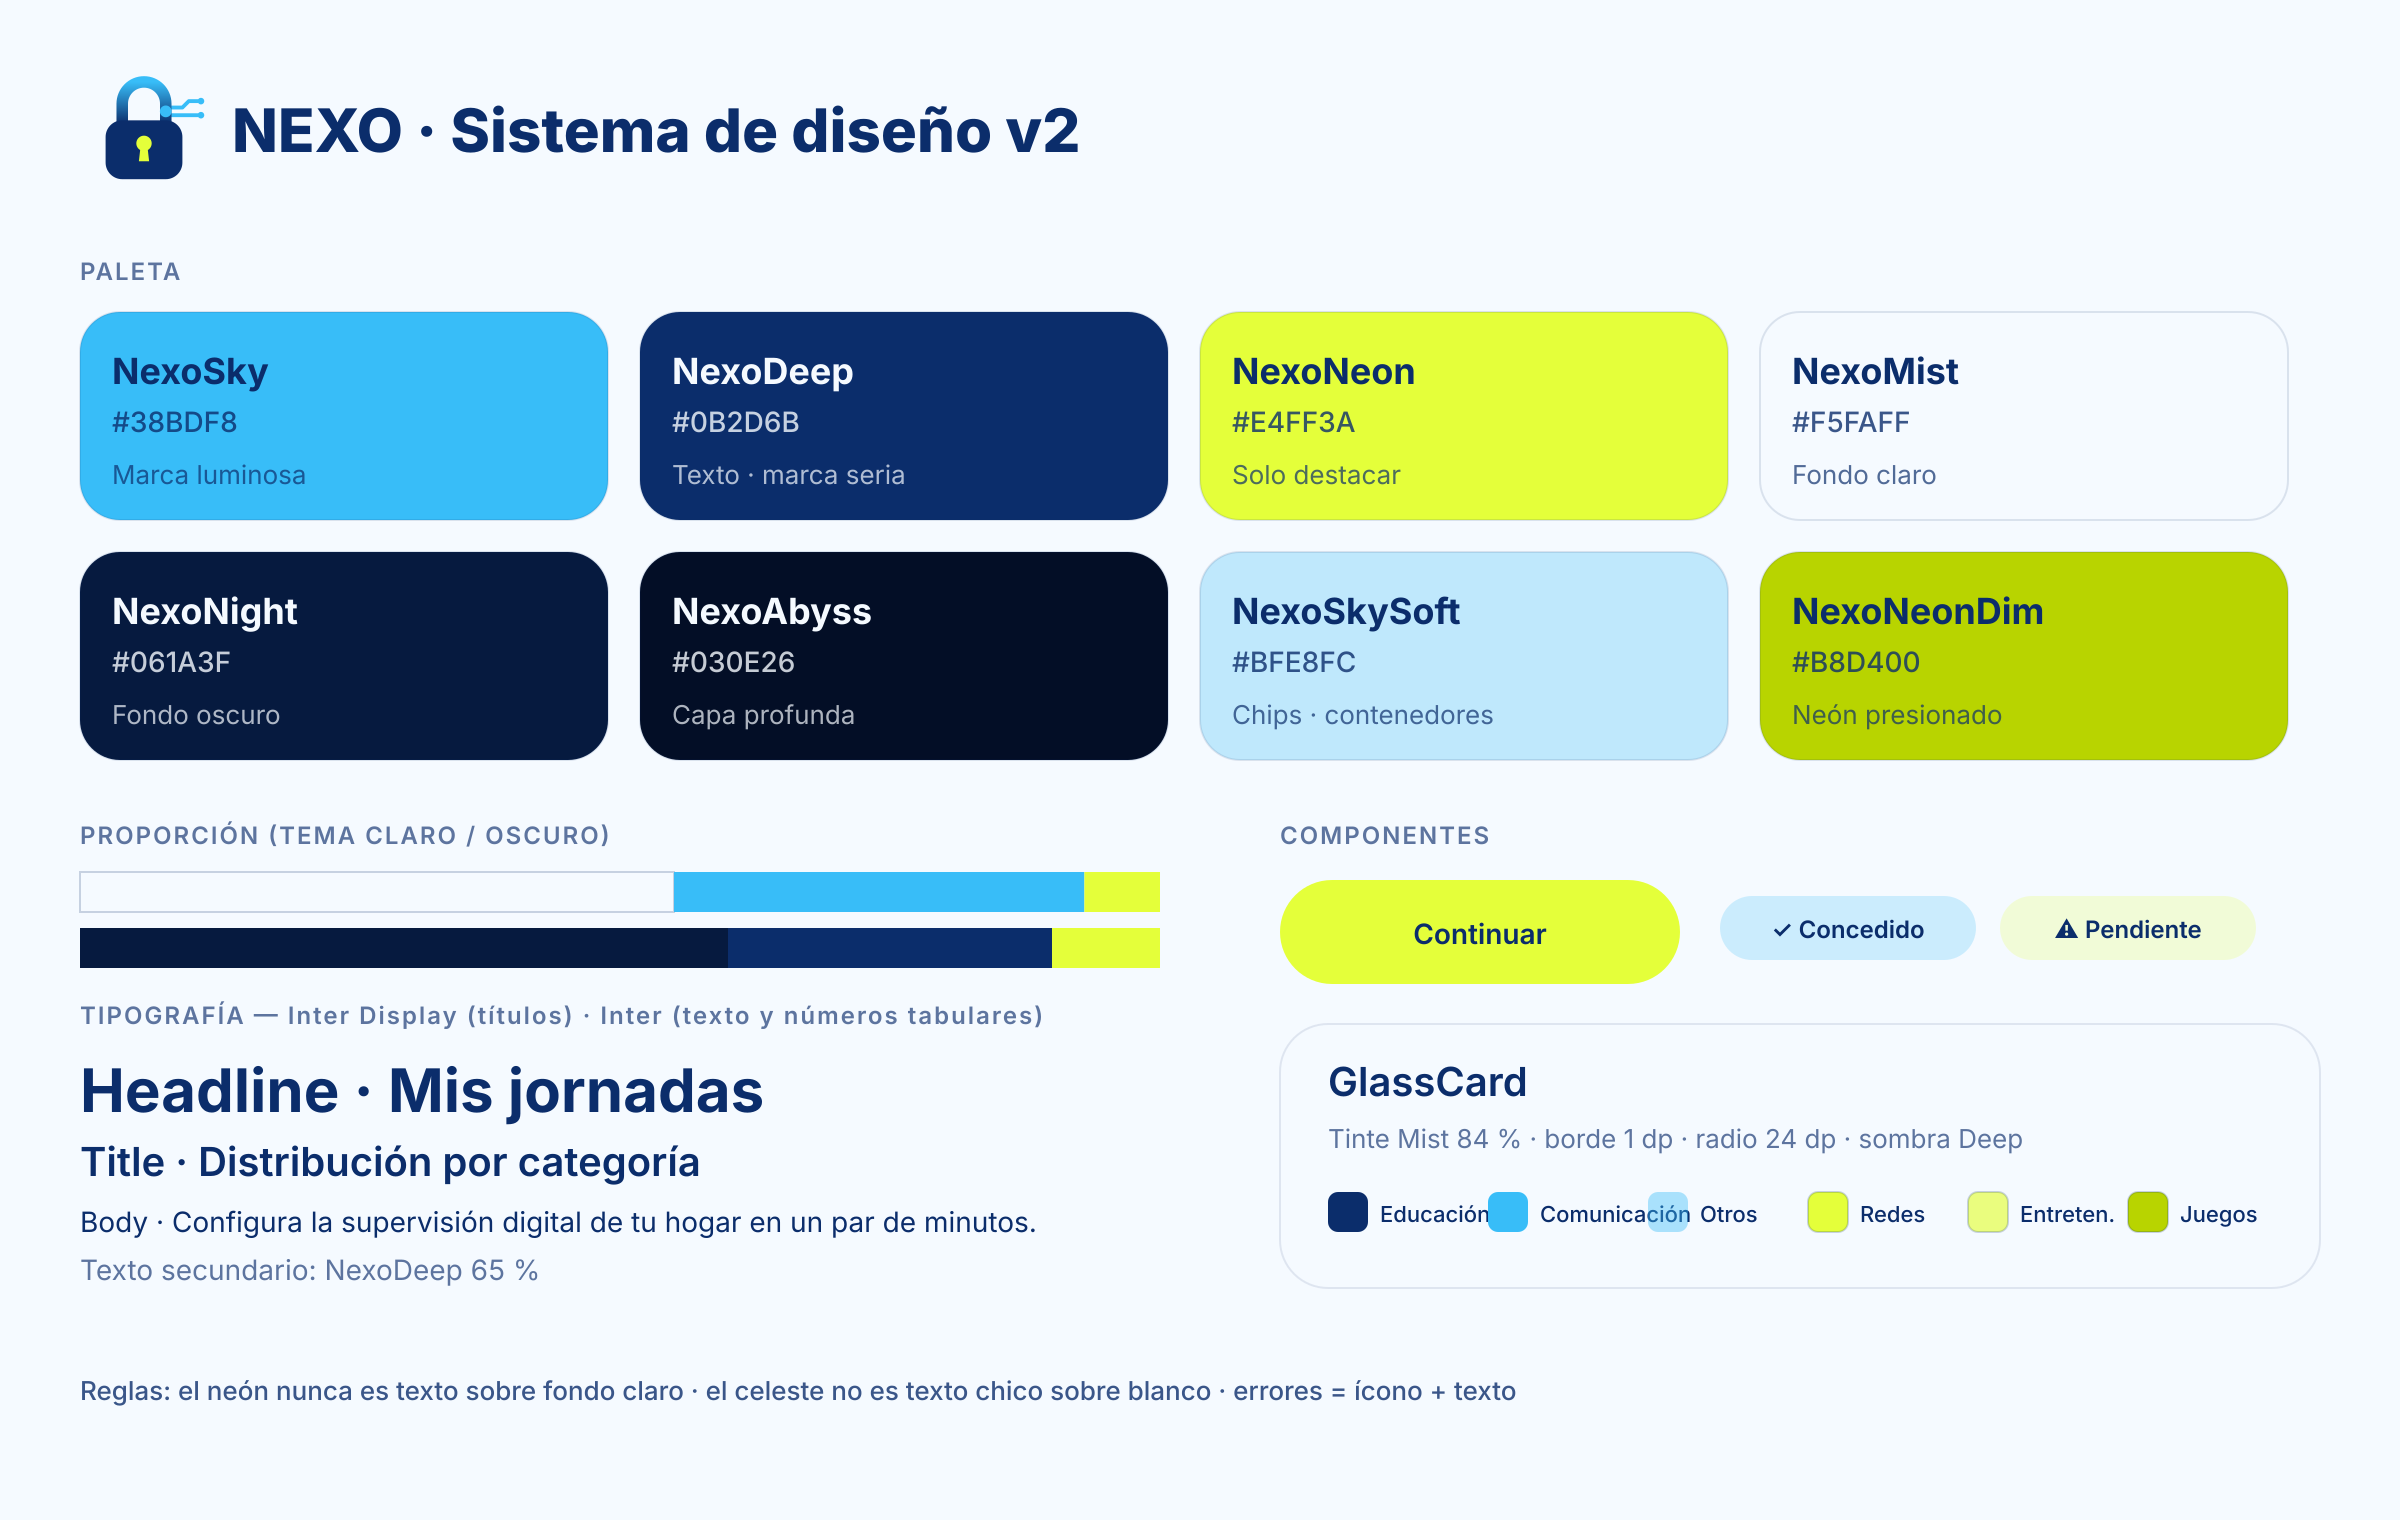 NEXO · Sistema de diseño v2
PALETA
NexoSky
#38BDF8
Marca luminosa
NexoDeep
#0B2D6B
Texto · marca seria
NexoNeon
#E4FF3A
Solo destacar
NexoMist
#F5FAFF
Fondo claro
NexoNight
#061A3F
Fondo oscuro
NexoAbyss
#030E26
Capa profunda
NexoSkySoft
#BFE8FC
Chips · contenedores
NexoNeonDim
#B8D400
Neón presionado
PROPORCIÓN (TEMA CLARO / OSCURO)
TIPOGRAFÍA — Inter Display (títulos) · Inter (texto y números tabulares)
Headline · Mis jornadas
Title · Distribución por categoría
Body · Configura la supervisión digital de tu hogar en un par de minutos.
Texto secundario: NexoDeep 65 %
COMPONENTES
Continuar
✓ Concedido
⚠ Pendiente
GlassCard
Tinte Mist 84 % · borde 1 dp · radio 24 dp · sombra Deep
Educación Comunicación Otros Redes Entreten. Juegos
Reglas: el neón nunca es texto sobre fondo claro · el celeste no es texto chico sobre blanco · errores = ícono + texto